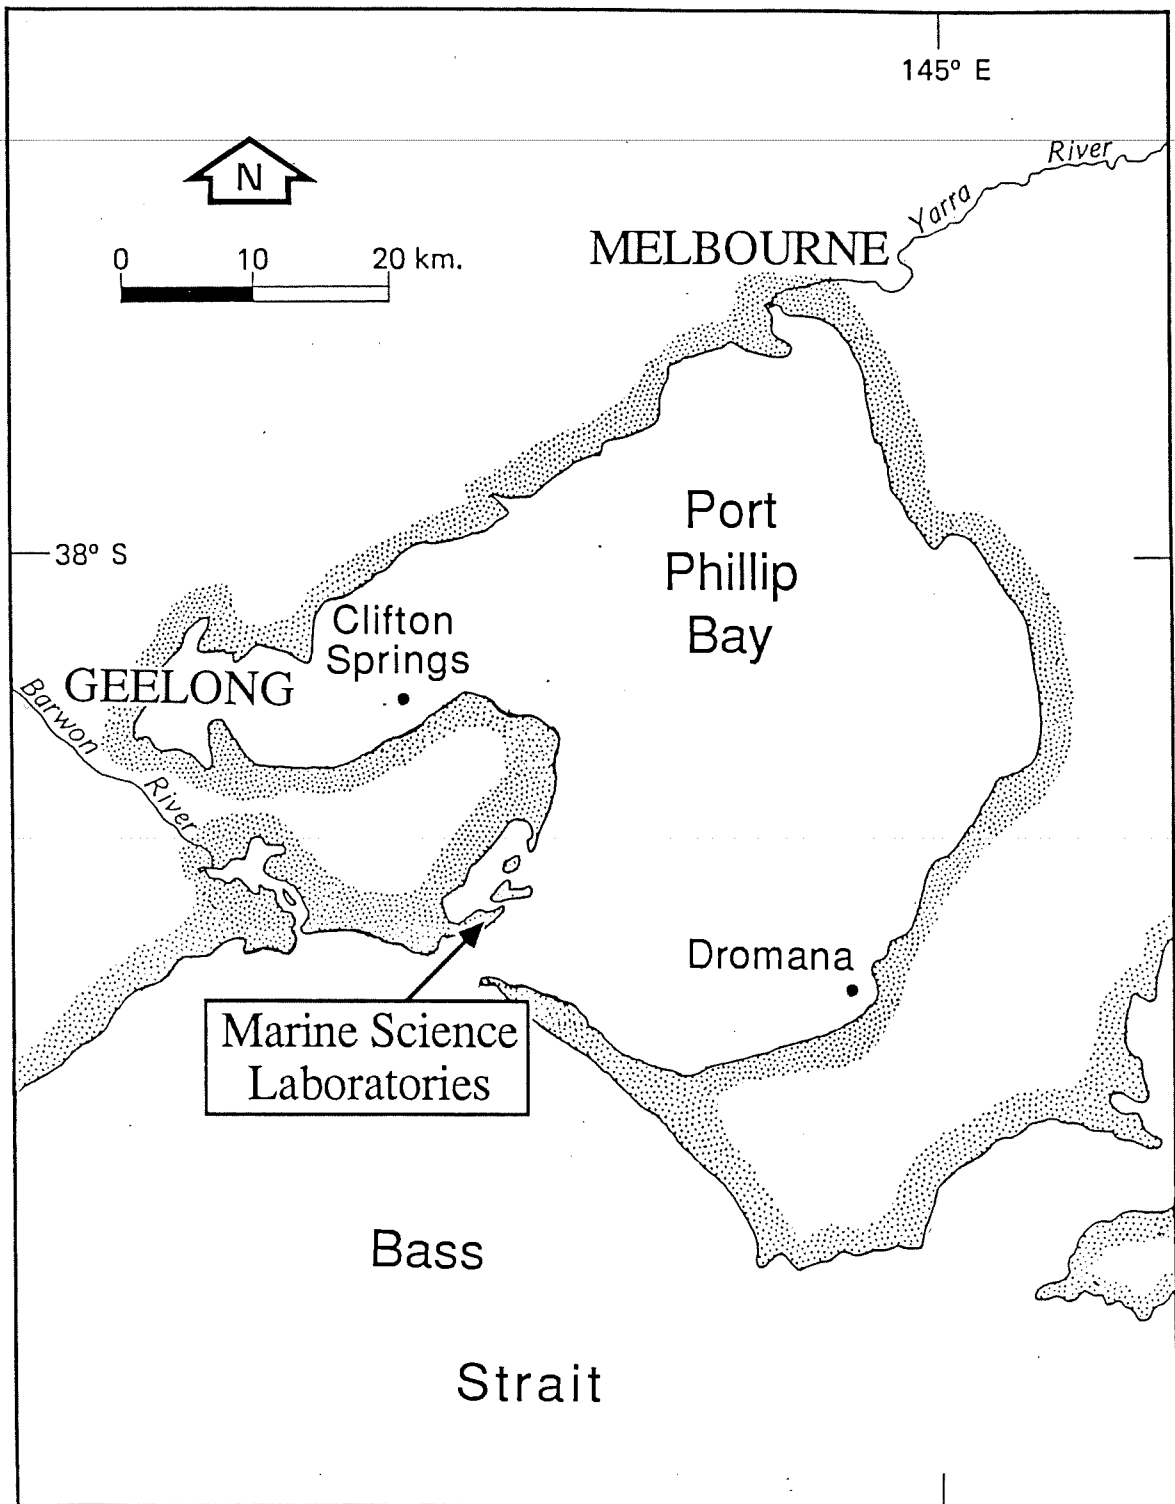 145° E
River
Yarra
N
MELBOURNE
0 10 20 km.
Port
Phillip
Bay
38° S
Clifton
Springs
GEELONG
Barwon
River
Dromana
Marine Science
Laboratories
Bass
Strait